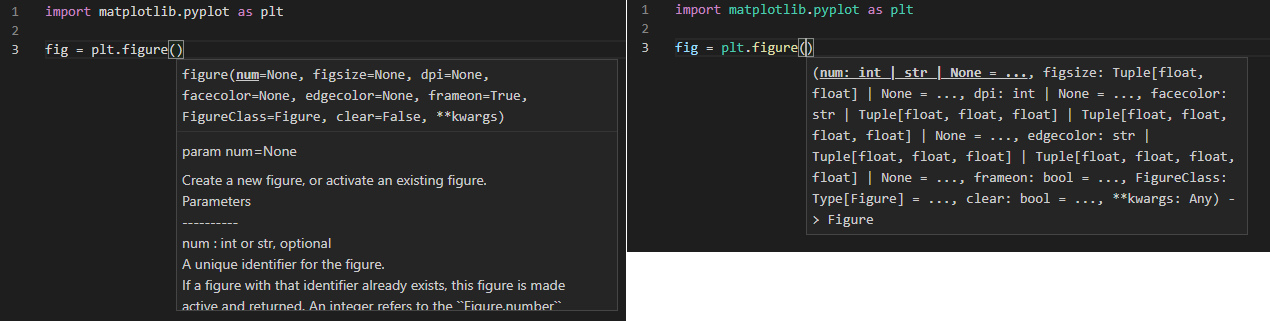 1 import matplotlib.pyplot as plt
2
3 fig = plt.figure()
figure(num=None, figsize=None, dpi=None,
facecolor=None, edgecolor=None, frameon=True,
FigureClass=Figure, clear=False, **kwargs)
param num=None
Create a new figure, or activate an existing figure.
Parameters
----------
num : int or str, optional
A unique identifier for the figure.
If a figure with that identifier already exists, this figure is made
active and returned. An integer refers to the ``Figure.number``
1 import matplotlib.pyplot as plt
2
3 fig = plt.figure()
(num: int | str | None = ..., figsize: Tuple[float,
float] | None = ..., dpi: int | None = ..., facecolor:
str | Tuple[float, float, float] | Tuple[float, float,
float, float] | None = ..., edgecolor: str |
Tuple[float, float, float] | Tuple[float, float, float,
float] | None = ..., frameon: bool = ..., FigureClass:
Type[Figure] = ..., clear: bool = ..., **kwargs: Any) -
> Figure